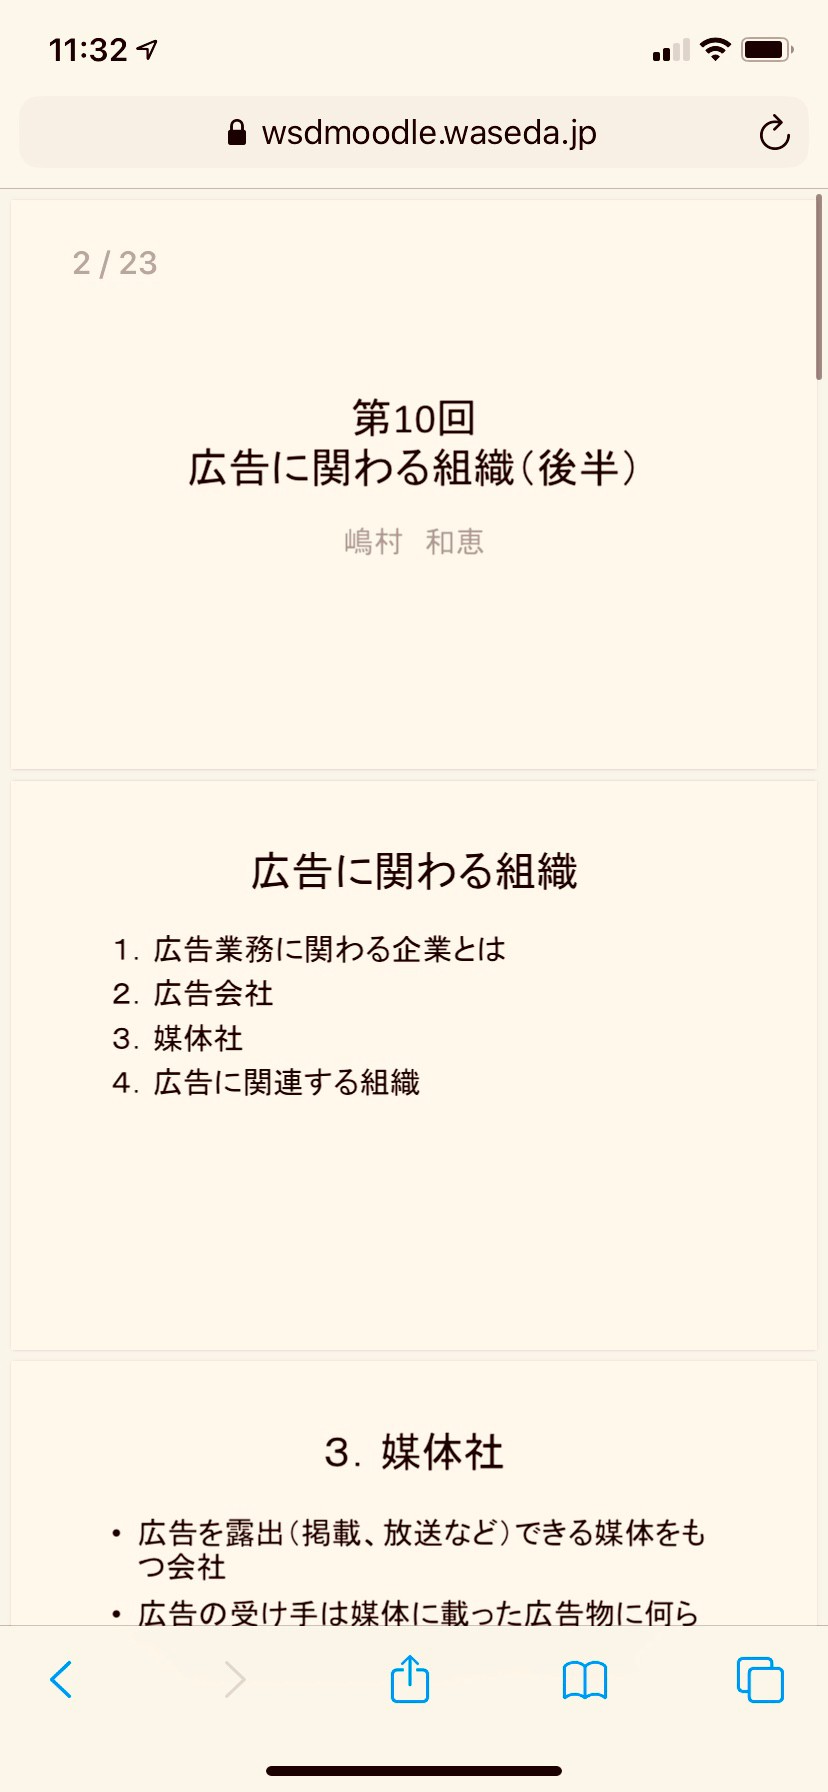 11:32
wsdmoodle.waseda.jp
2 / 23
第10回
広告に関わる組織（後半）
嶋村　和恵
広告に関わる組織
1. 広告業務に関わる企業とは
2. 広告会社
3. 媒体社
4. 広告に関連する組織
3. 媒体社
• 広告を露出（掲載、放送など）できる媒体をも
つ会社
• 広告の受け手は媒体に載った広告物に何ら